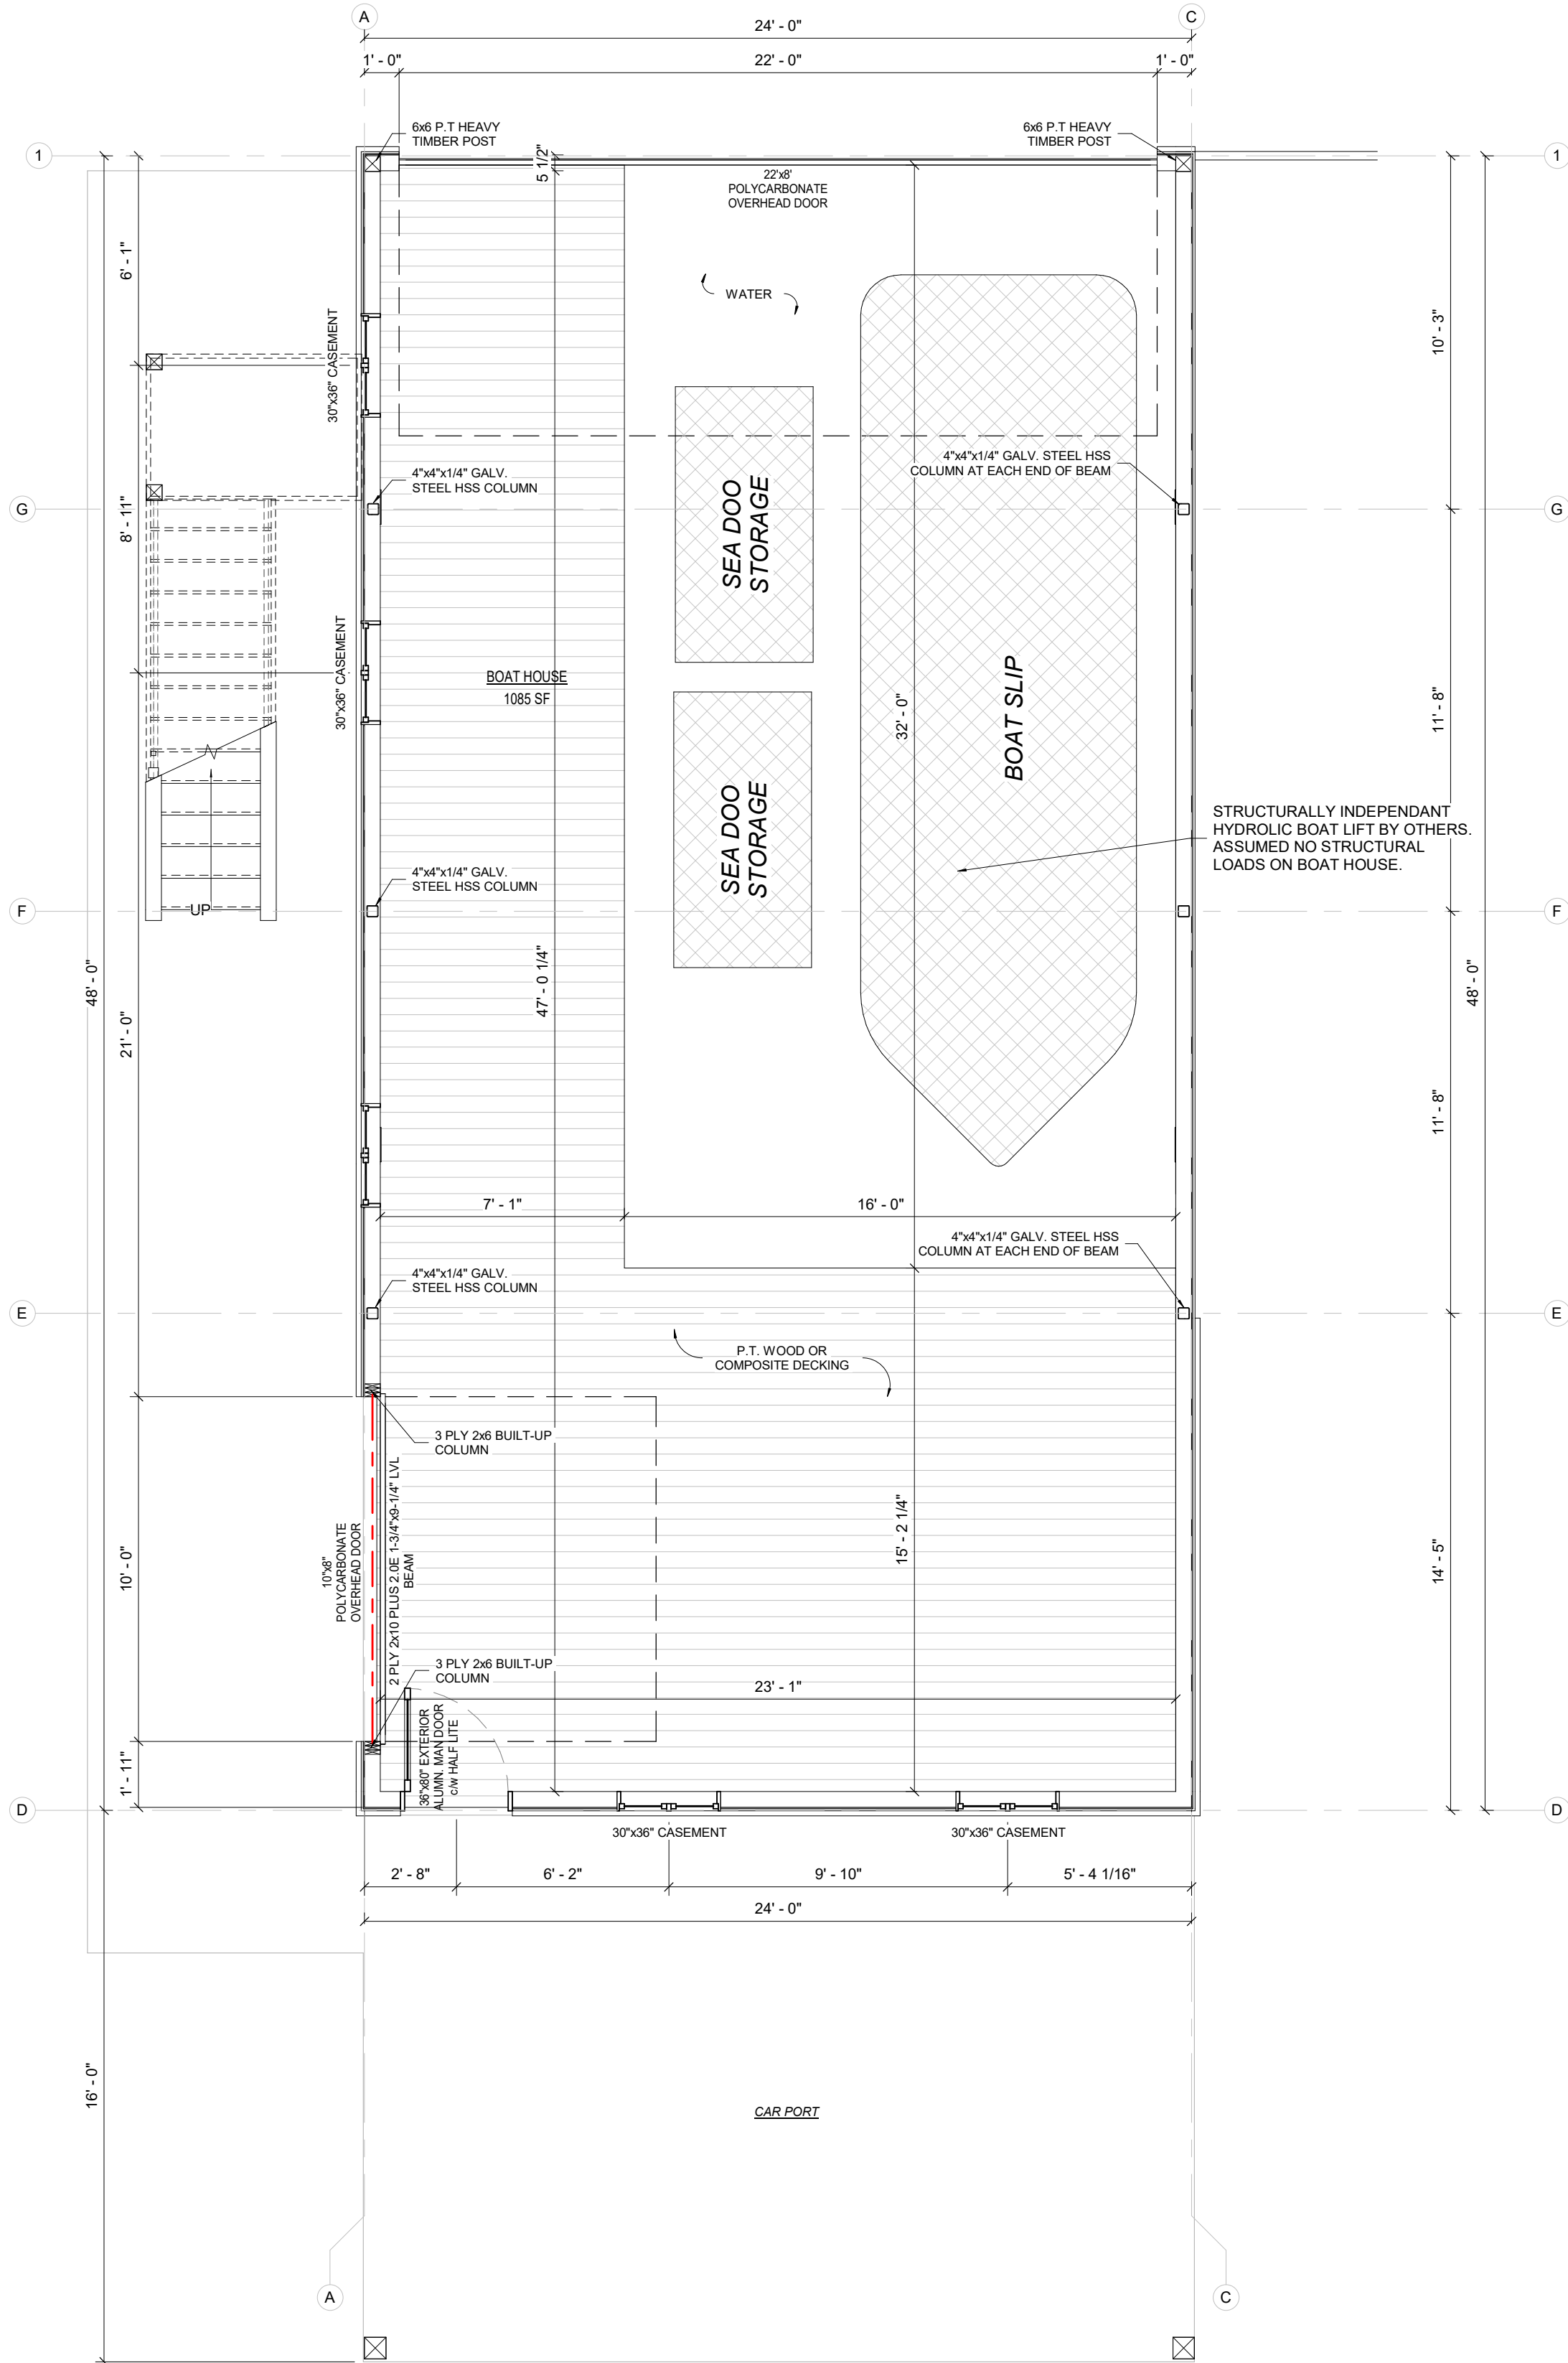 A
C
24' - 0"
1' - 0"
22' - 0"
1' - 0"
6x6 P.T HEAVY
TIMBER POST
6x6 P.T HEAVY
TIMBER POST
1
1
5 1/2"
22'x8'
POLYCARBONATE
OVERHEAD DOOR
6' - 1"
WATER
10' - 3"
30"x36" CASEMENT
4"x4"x1/4" GALV.
STEEL HSS COLUMN
4"x4"x1/4" GALV. STEEL HSS
COLUMN AT EACH END OF BEAM
SEA DOO
STORAGE
G
G
8' - 11"
30"x36" CASEMENT
BOAT HOUSE
1085 SF
32' - 0"
BOAT SLIP
11' - 8"
SEA DOO
STORAGE
STRUCTURALLY INDEPENDANT
HYDROLIC BOAT LIFT BY OTHERS.
ASSUMED NO STRUCTURAL
LOADS ON BOAT HOUSE.
4"x4"x1/4" GALV.
STEEL HSS COLUMN
UP
F
F
48' - 0"
47' - 0 1/4"
48' - 0"
21' - 0"
11' - 8"
7' - 1"
16' - 0"
4"x4"x1/4" GALV. STEEL HSS
COLUMN AT EACH END OF BEAM
4"x4"x1/4" GALV.
STEEL HSS COLUMN
E
E
P.T. WOOD OR
COMPOSITE DECKING
3 PLY 2x6 BUILT-UP
COLUMN
2 PLY 2x10 PLUS 2.0E 1-3/4"x9-1/4" LVL
BEAM
10"x8"
POLYCARBONATE
OVERHEAD DOOR
10' - 0"
15' - 2 1/4"
14' - 5"
3 PLY 2x6 BUILT-UP
COLUMN
23' - 1"
36"x80" EXTERIOR
ALUMN. MAN DOOR
c/w HALF LITE
1' - 11"
D
D
30"x36" CASEMENT
30"x36" CASEMENT
2' - 8"
6' - 2"
9' - 10"
5' - 4 1/16"
24' - 0"
16' - 0"
CAR PORT
A
C